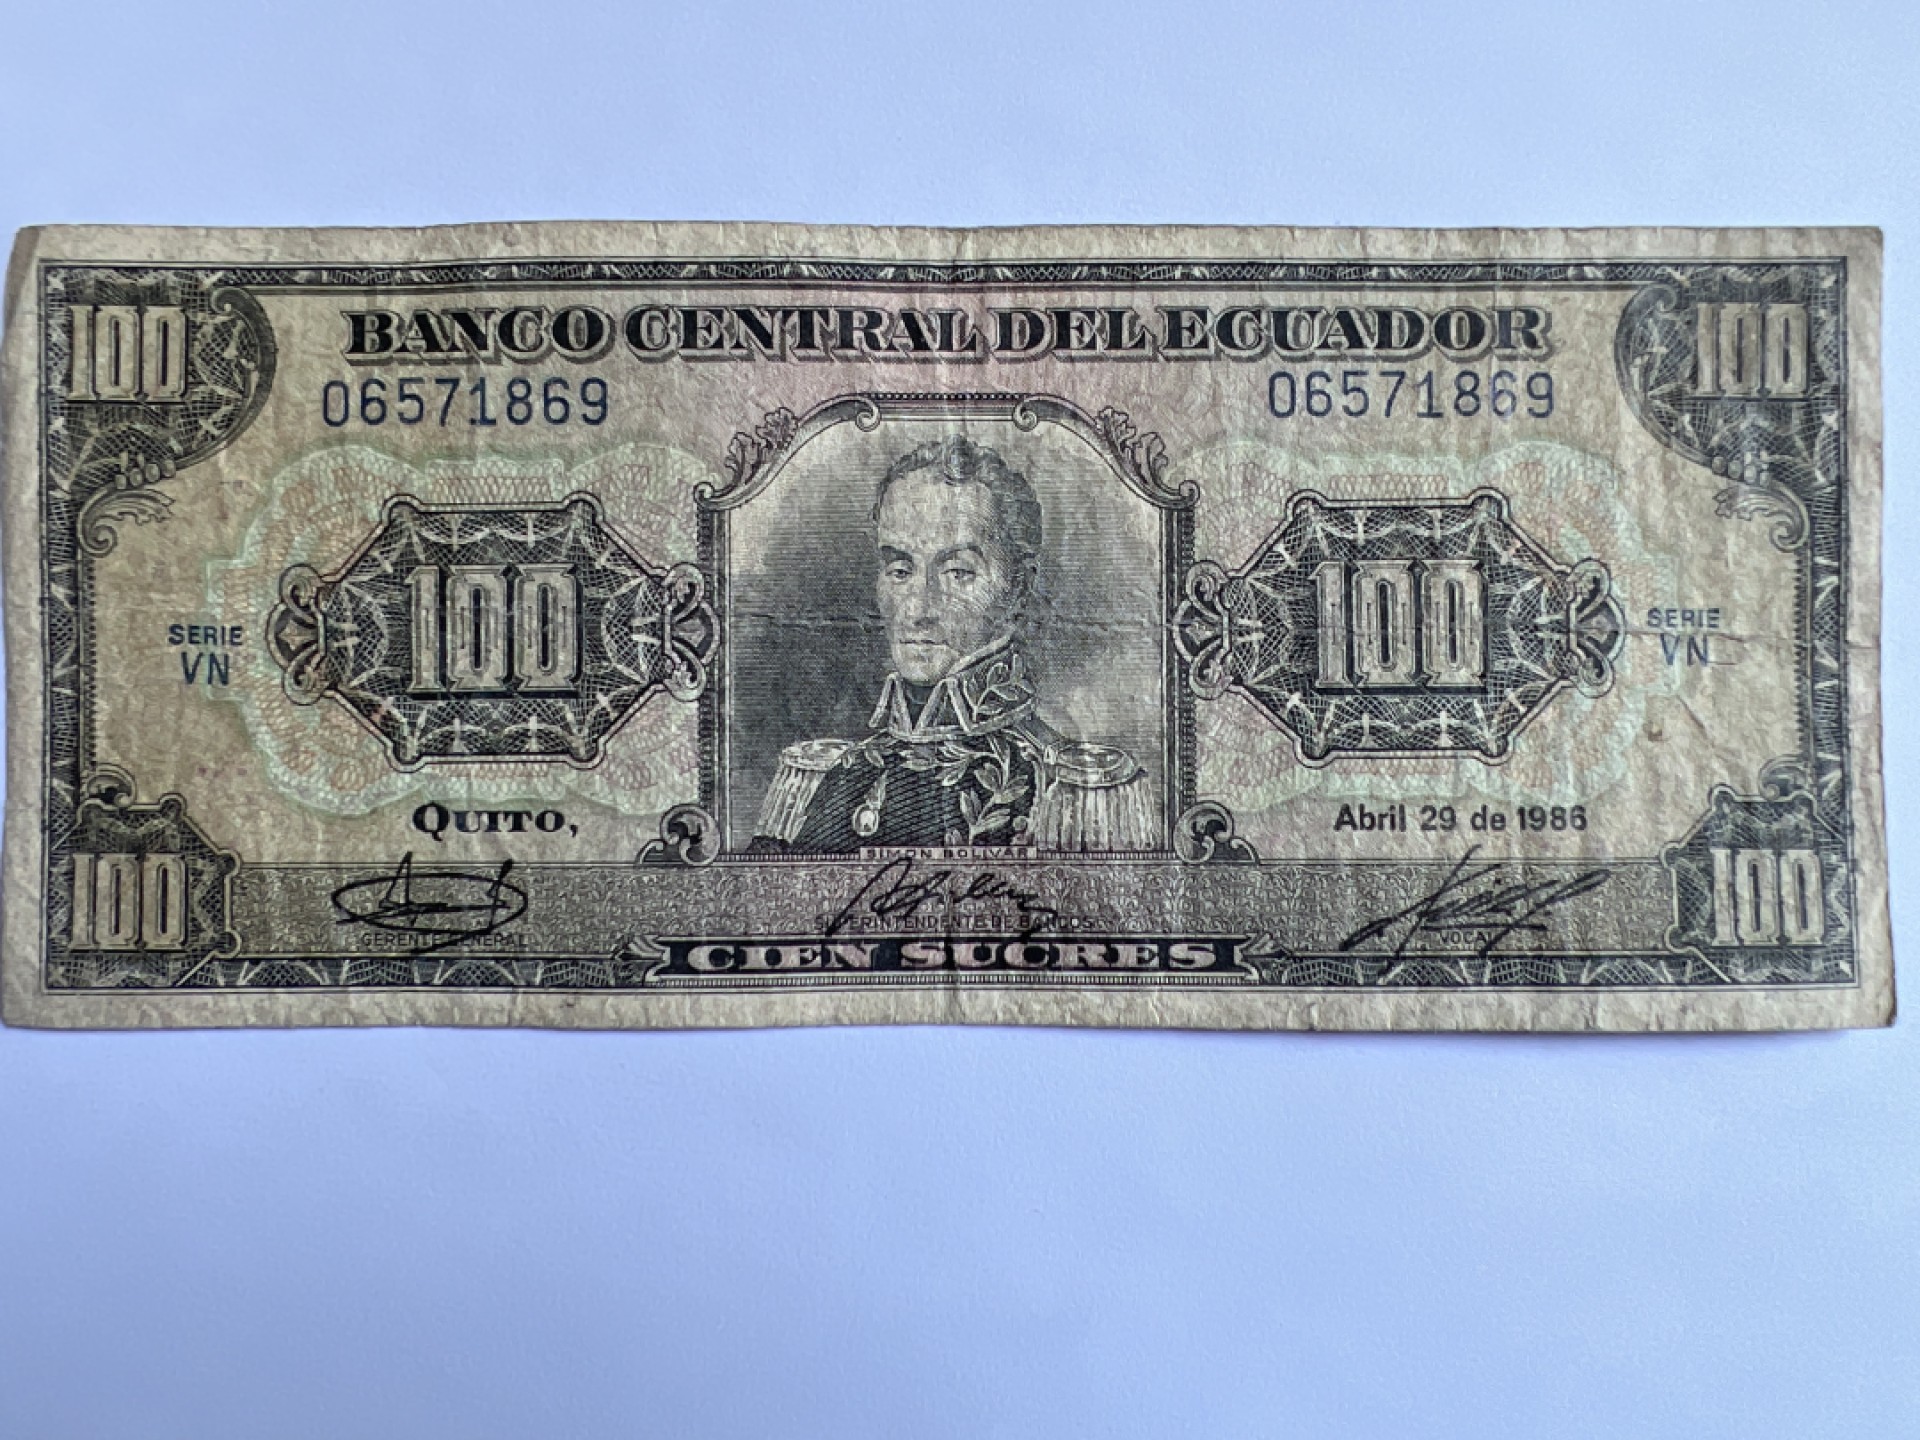 100 100
BANCO CENTRAL DEL ECUADOR
06571869 06571869
100 100
SERIE VN SERIE VN
QUITO, Abril 29 de 1986
SIMON BOLIVAR
100 100
GERENTE GENERAL SUPERINTENDENTE DE BANCOS VOCAL
CIEN SUCRES